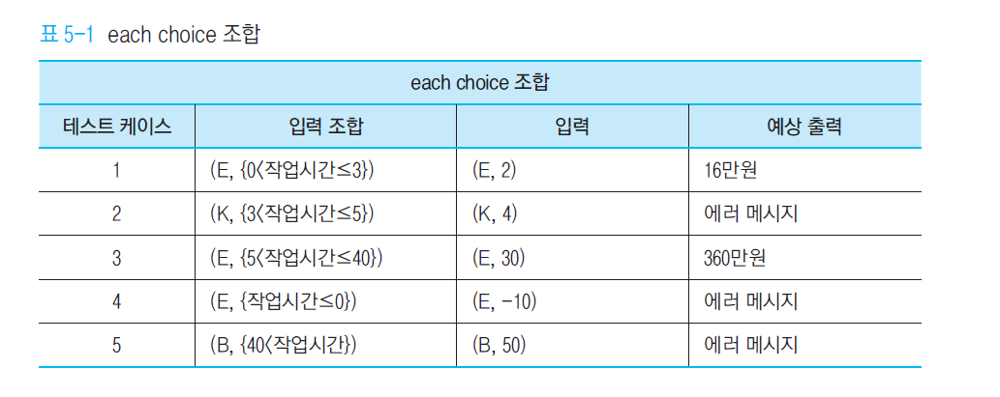 표 5-1 each choice 조합
each choice 조합
테스트 케이스 입력 조합 입력 예상 출력
1 (E, {0<작업시간≤3}) (E, 2) 16만원
2 (K, {3<작업시간≤5}) (K, 4) 에러 메시지
3 (E, {5<작업시간≤40}) (E, 30) 360만원
4 (E, {작업시간≤0}) (E, -10) 에러 메시지
5 (B, {40<작업시간}) (B, 50) 에러 메시지